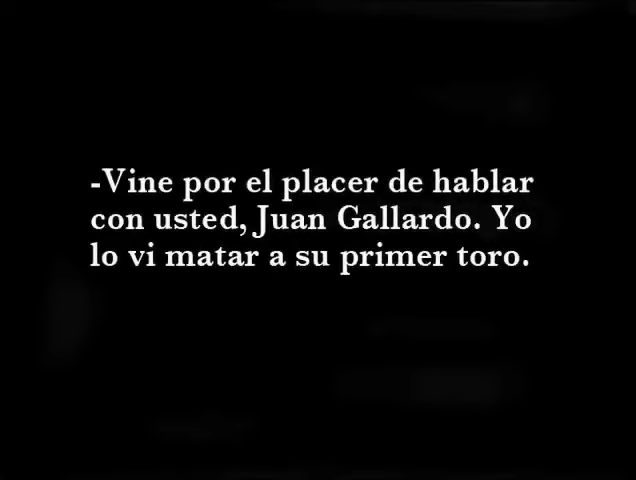 -Vine por el placer de hablar
con usted, Juan Gallardo. Yo
lo vi matar a su primer toro.